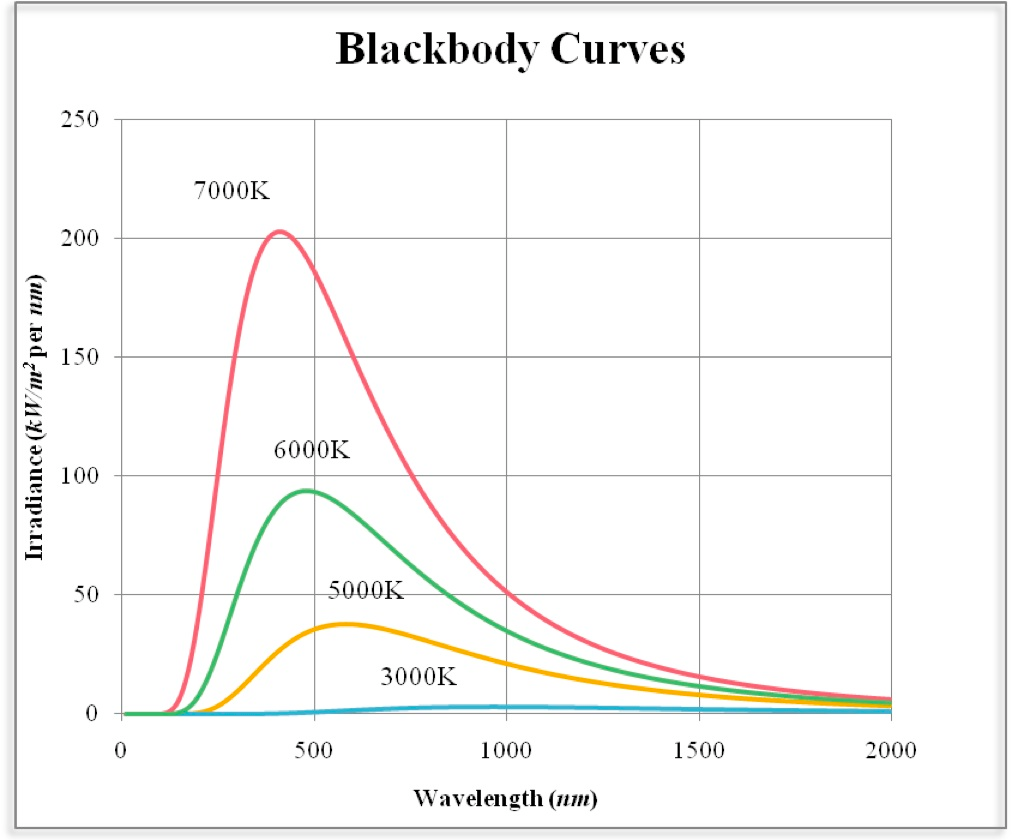 Blackbody Curves
Irradiance (kW/m² per nm)
250
200
150
100
50
0
7000K
6000K
5000K
3000K
0 500 1000 1500 2000
Wavelength (nm)